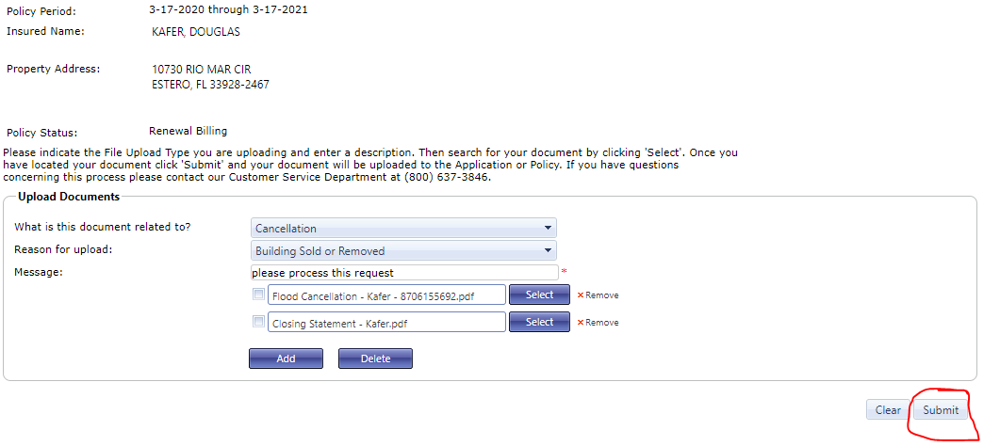 Policy Period: 3-17-2020 through 3-17-2021
Insured Name: KAFER, DOUGLAS
Property Address: 10730 RIO MAR CIR
ESTERO, FL 33928-2467
Policy Status: Renewal Billing
Please indicate the File Upload Type you are uploading and enter a description. Then search for your document by clicking 'Select'. Once you
have located your document click 'Submit' and your document will be uploaded to the Application or Policy. If you have questions
concerning this process please contact our Customer Service Department at (800) 637-3846.
Upload Documents
What is this document related to? Cancellation
Reason for upload: Building Sold or Removed
Message: please process this request *
Flood Cancellation - Kafer - 8706155692.pdf Select × Remove
Closing Statement - Kafer.pdf Select × Remove
Add Delete
Clear Submit